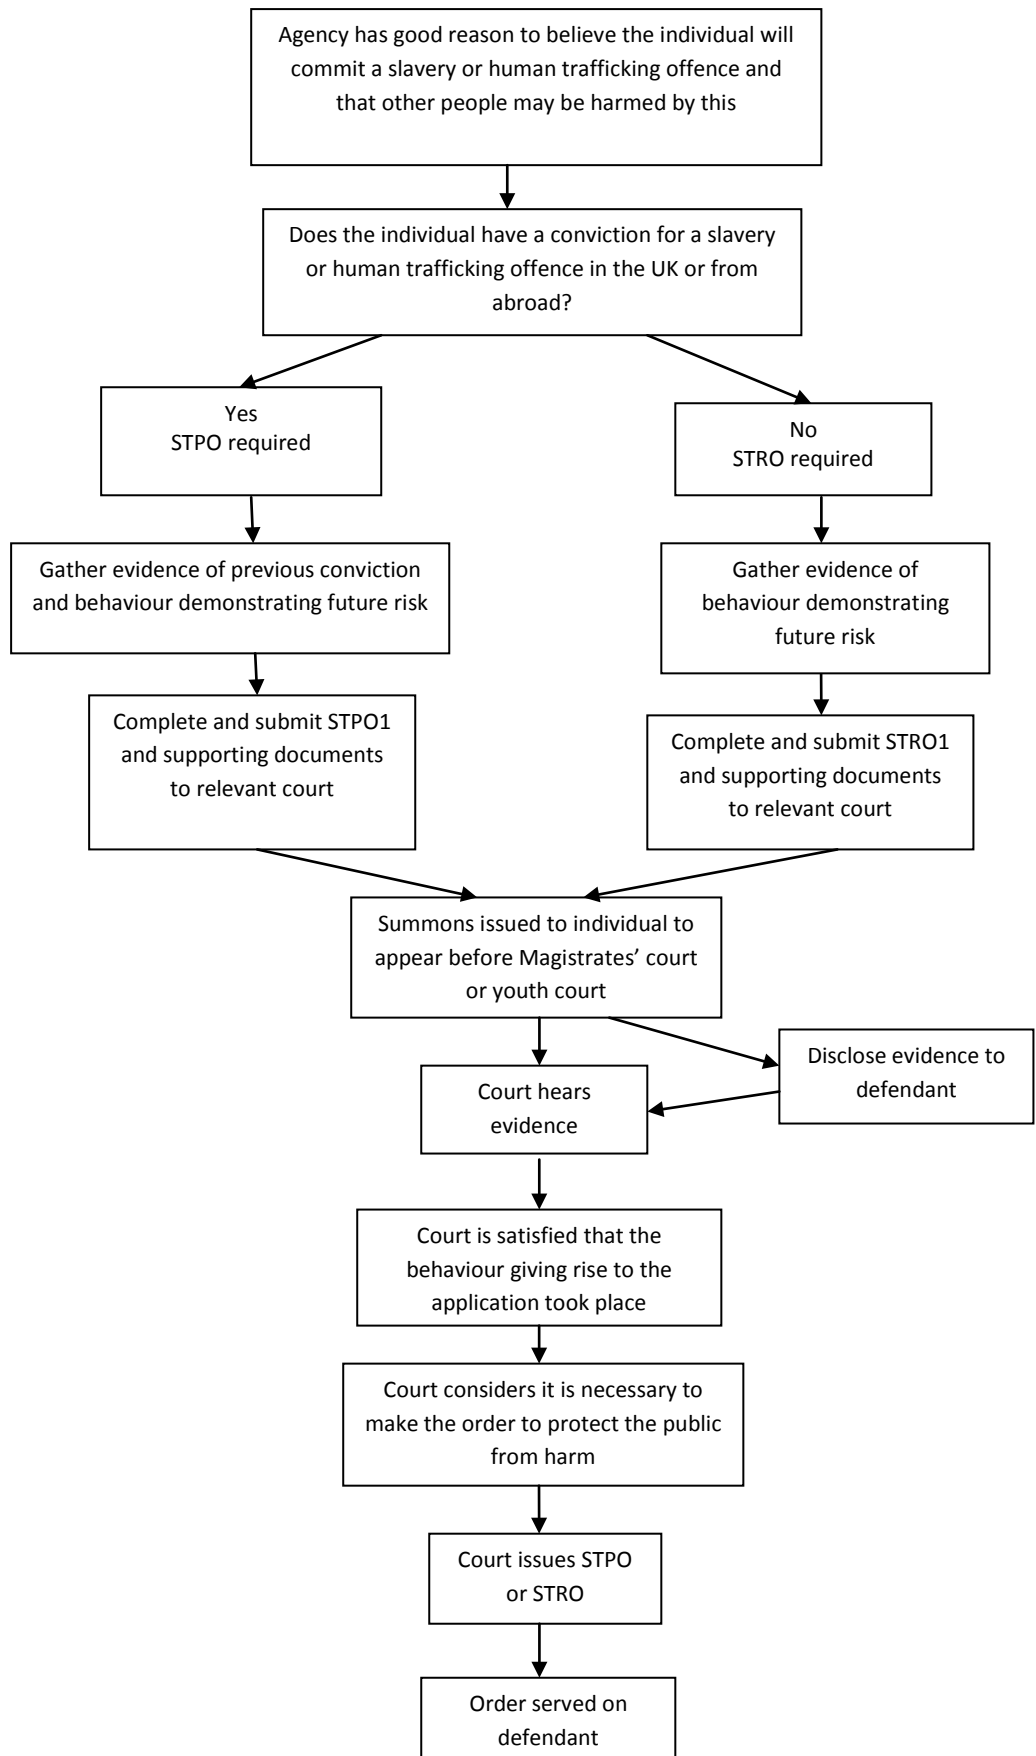 Agency has good reason to believe the individual will
commit a slavery or human trafficking offence and
that other people may be harmed by this
Does the individual have a conviction for a slavery
or human trafficking offence in the UK or from
abroad?
Yes
STPO required
No
STRO required
Gather evidence of previous conviction
and behaviour demonstrating future risk
Gather evidence of
behaviour demonstrating
future risk
Complete and submit STPO1
and supporting documents
to relevant court
Complete and submit STRO1
and supporting documents
to relevant court
Summons issued to individual to
appear before Magistrates’ court
or youth court
Disclose evidence to
defendant
Court hears
evidence
Court is satisfied that the
behaviour giving rise to the
application took place
Court considers it is necessary to
make the order to protect the public
from harm
Court issues STPO
or STRO
Order served on
defendant